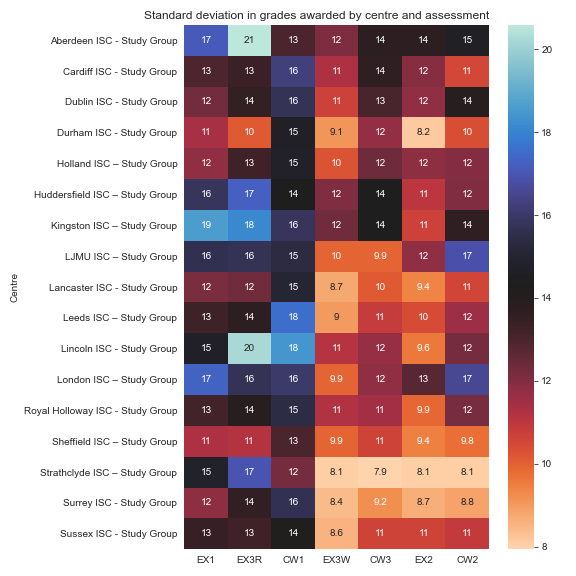 Standard deviation in grades awarded by centre and assessment
Aberdeen ISC - Study Group 17 21 13 12 14 14 15
Cardiff ISC - Study Group 13 13 16 11 14 12 11
Dublin ISC - Study Group 12 14 16 11 13 12 14
Durham ISC - Study Group 11 10 15 9.1 12 8.2 10
Holland ISC – Study Group 12 13 15 10 12 12 12
Huddersfield ISC – Study Group 16 17 14 12 14 11 12
Kingston ISC - Study Group 19 18 16 12 14 11 14
LJMU ISC - Study Group 16 16 15 10 9.9 12 17
Lancaster ISC - Study Group 12 12 15 8.7 10 9.4 11
Leeds ISC – Study Group 13 14 18 9 11 10 12
Lincoln ISC - Study Group 15 20 18 11 12 9.6 12
London ISC – Study Group 17 16 16 9.9 12 13 17
Royal Holloway ISC - Study Group 13 14 15 11 11 9.9 12
Sheffield ISC – Study Group 11 11 13 9.9 11 9.4 9.8
Strathclyde ISC – Study Group 15 17 12 8.1 7.9 8.1 8.1
Surrey ISC - Study Group 12 14 16 8.4 9.2 8.7 8.8
Sussex ISC - Study Group 13 13 14 8.6 11 11 11
EX1 EX3R CW1 EX3W CW3 EX2 CW2
Centre
20
18
16
14
12
10
8